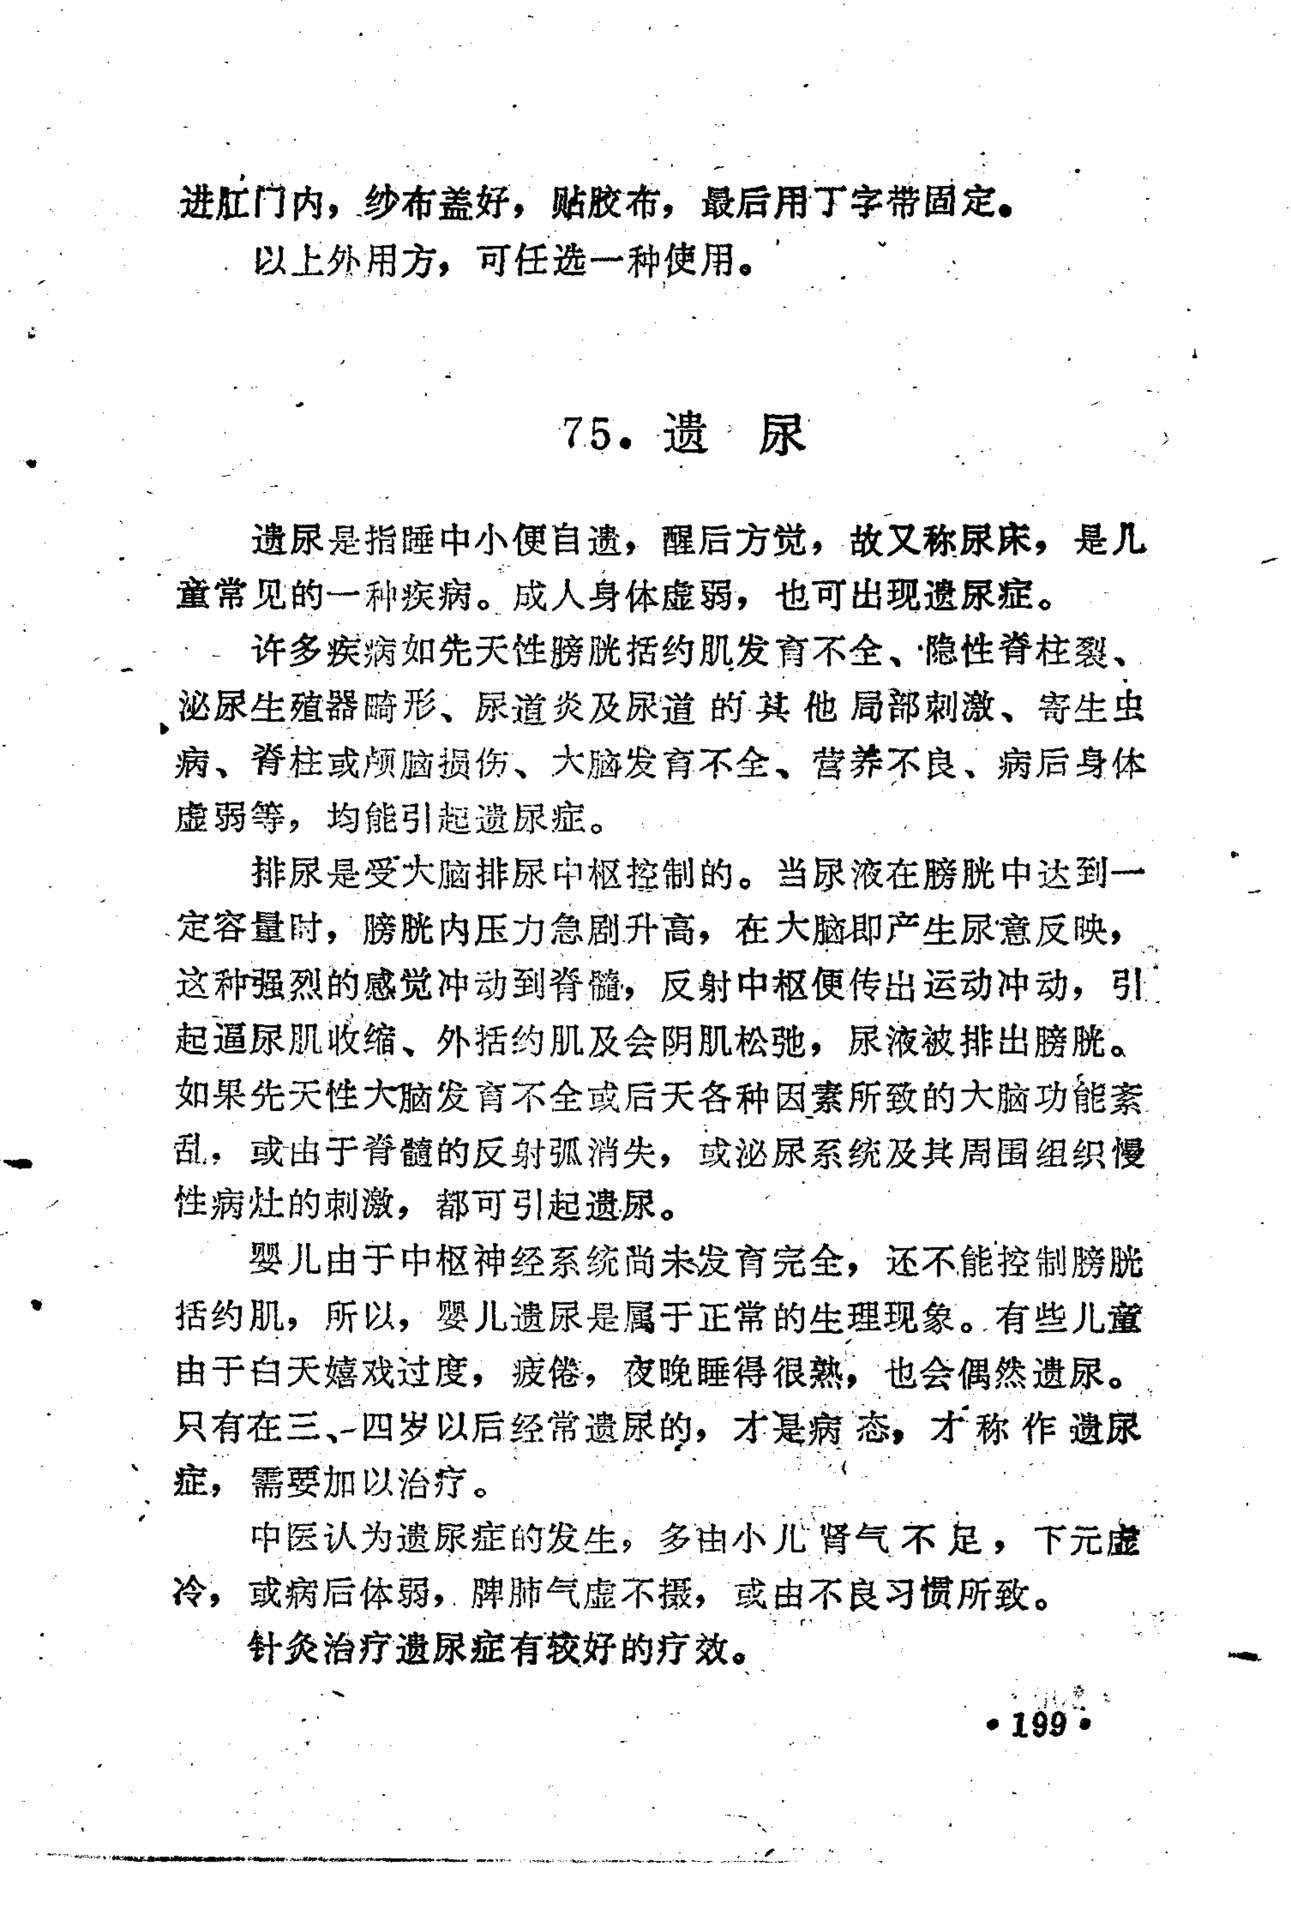 进肛门内，纱布盖好，贴胶布，最后用丁字带固定。
以上外用方，可任选一种使用。
75．遗 尿
遗尿是指睡中小便自遗，醒后方觉，故又称尿床，是儿
童常见的一种疾病。成人身体虚弱，也可出现遗尿症。
许多疾病如先天性膀胱括约肌发育不全、隐性脊柱裂、
泌尿生殖器畸形、尿道炎及尿道的其他局部刺激、寄生虫
病、脊柱或颅脑损伤、大脑发育不全、营养不良、病后身体
虚弱等，均能引起遗尿症。
排尿是受大脑排尿中枢控制的。当尿液在膀胱中达到一
定容量时，膀胱内压力急剧升高，在大脑即产生尿意反映，
这种强烈的感觉冲动到脊髓，反射中枢便传出运动冲动，引
起逼尿肌收缩、外括约肌及会阴肌松弛，尿液被排出膀胱。
如果先天性大脑发育不全或后天各种因素所致的大脑功能紊
乱，或由于脊髓的反射弧消失，或泌尿系统及其周围组织慢
性病灶的刺激，都可引起遗尿。
婴儿由于中枢神经系统尚未发育完全，还不能控制膀胱
括约肌，所以，婴儿遗尿是属于正常的生理现象。有些儿童
由于白天嬉戏过度，疲倦，夜晚睡得很熟，也会偶然遗尿。
只有在三、四岁以后经常遗尿的，才是病态，才称作遗尿
症，需要加以治疗。
中医认为遗尿症的发生，多由小儿肾气不足，下元虚
冷，或病后体弱，脾肺气虚不摄，或由不良习惯所致。
针灸治疗遗尿症有较好的疗效。
•199•